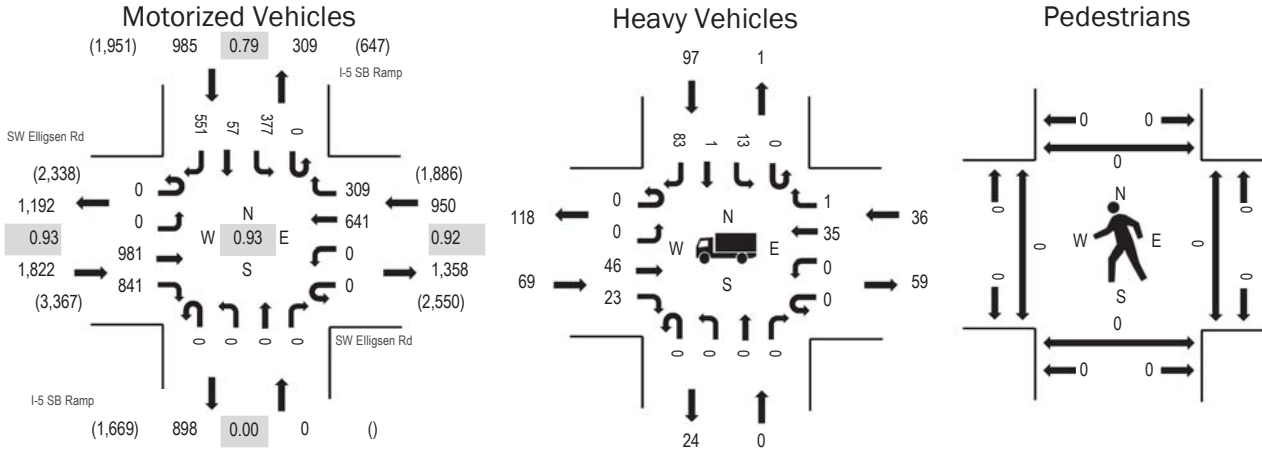 Motorized Vehicles
(1,951) 985 0.79 309 (647)
I-5 SB Ramp
551 57 377 0
SW Elligsen Rd
(2,338) 0 309 (1,886)
1,192 0 641 950
0.93 W N 0.93 E S 0.92
1,822 981 0 1,358
(3,367) 841 0 (2,550)
0 0 0 0
SW Elligsen Rd
I-5 SB Ramp
(1,669) 898 0.00 0 ()
Heavy Vehicles
97 1
83 1 13 0
0 1
118 0 35 36
N
W E
S
69 46 0 59
23 0
0 0 0 0
24 0
Pedestrians
0 0
0
N
0 0 0 0
W E
0 0
S
0
0 0